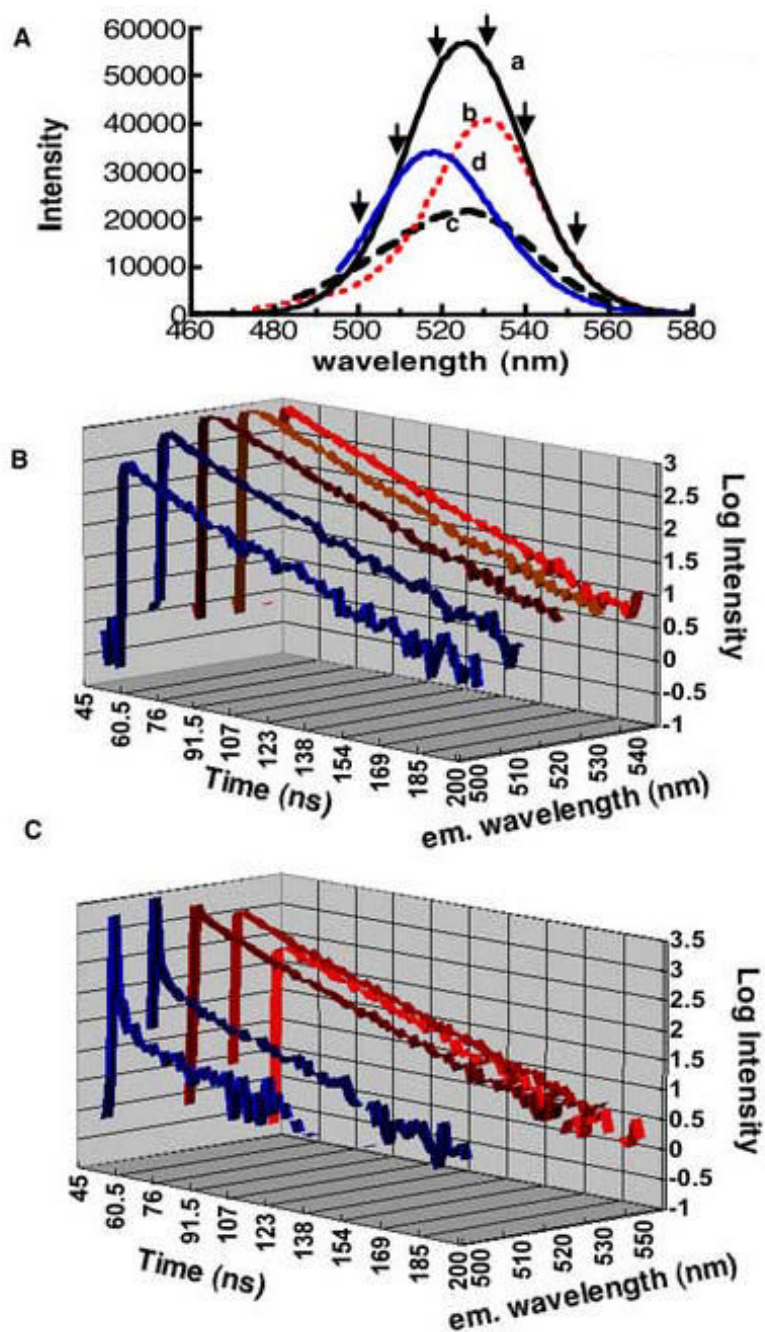 A
60000
50000
40000
30000
20000
10000
0
Intensity
a
b
d
c
460 480 500 520 540 560 580
wavelength (nm)
B
3
2.5
2
1.5
1
0.5
0
-0.5
-1
Log Intensity
45 60.5 76 91.5 107 123 138 154 169 185 200
Time (ns)
500 510 520 530 540
em. wavelength (nm)
C
3.5
3
2.5
2
1.5
1
0.5
0
-0.5
-1
Log Intensity
45 60.5 76 91.5 107 123 138 154 169 185 200
Time (ns)
500 510 520 530 550
em. wavelength (nm)